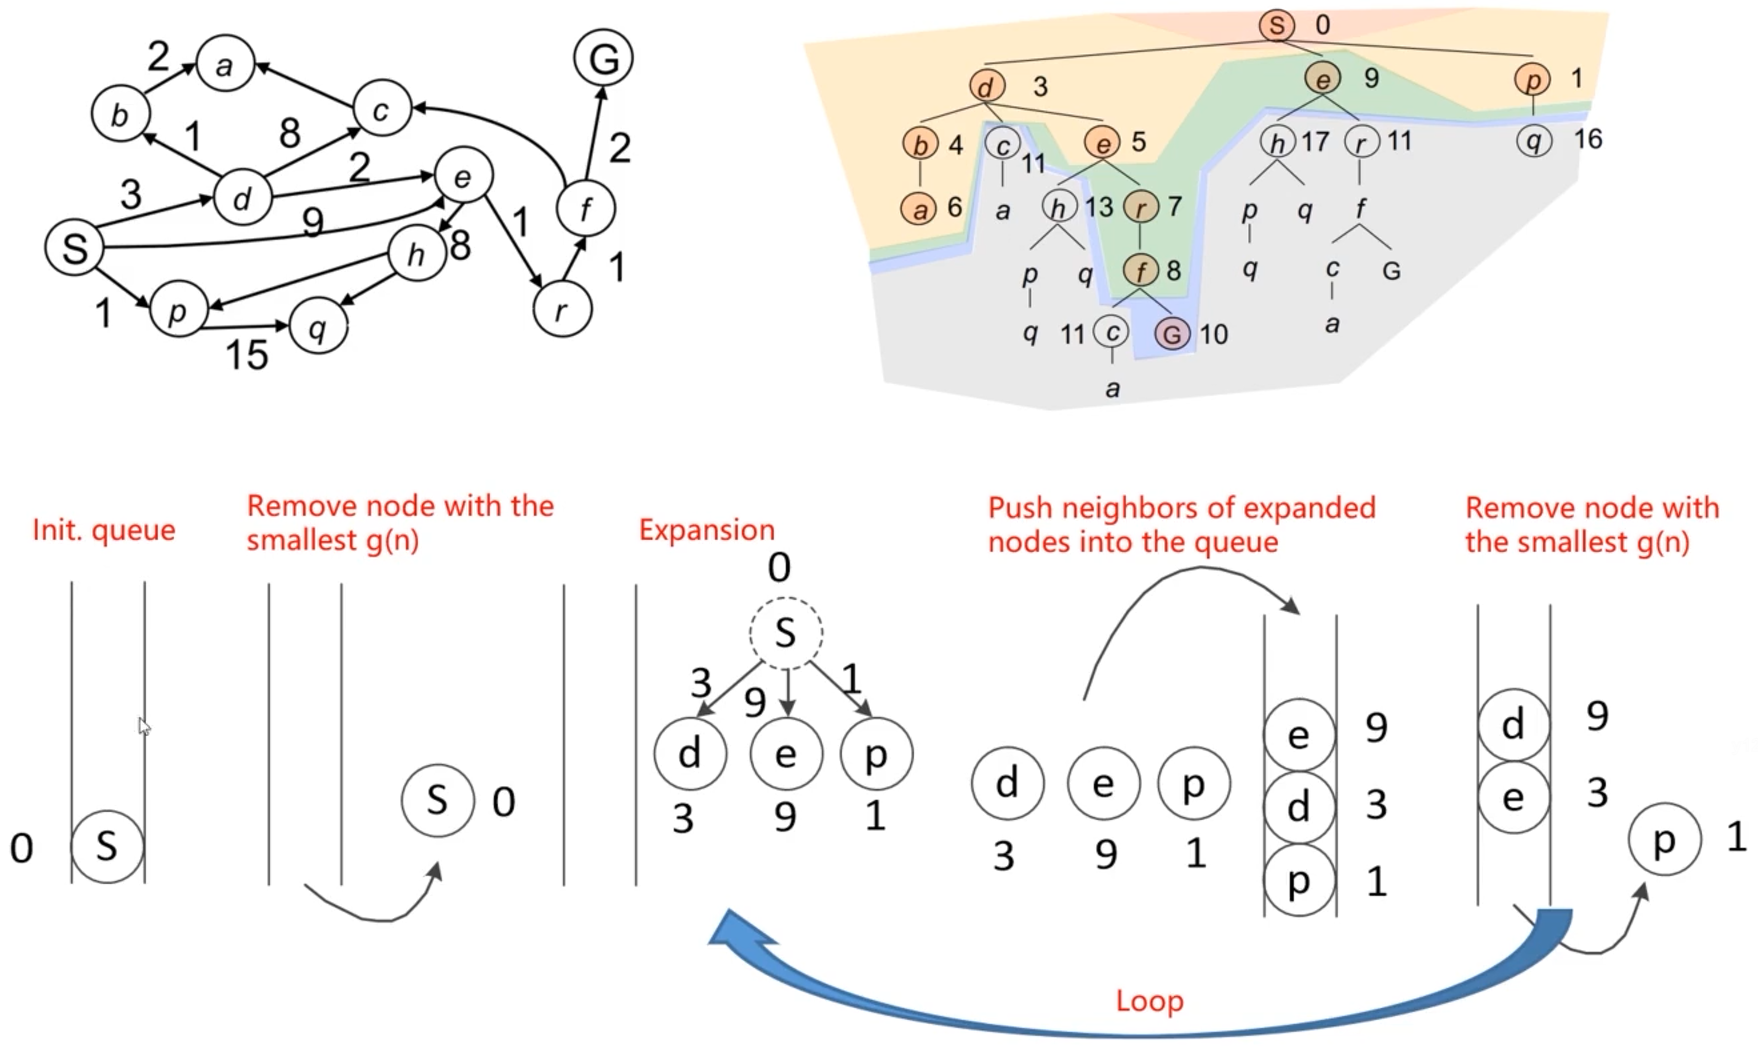 2
a
G
b
c
1
8
2
2
e
3
d
f
9
1
S
h
8
1
1
p
r
q
15
S 0
d 3
e 9
p 1
b 4
c
11
e 5
h 17
r 11
q 16
a 6
a
h 13
r 7
p
q
f
p
q
f 8
q
c
G
q
11 c
G 10
a
a
Init. queue
Remove node with the
smallest g(n)
Expansion
Push neighbors of expanded
nodes into the queue
Remove node with
the smallest g(n)
0 S
S 0
0
S
3
9
1
d
e
p
3
9
1
d
e
p
3
9
1
e 9
d 3
p 1
d 9
e 3
p 1
Loop